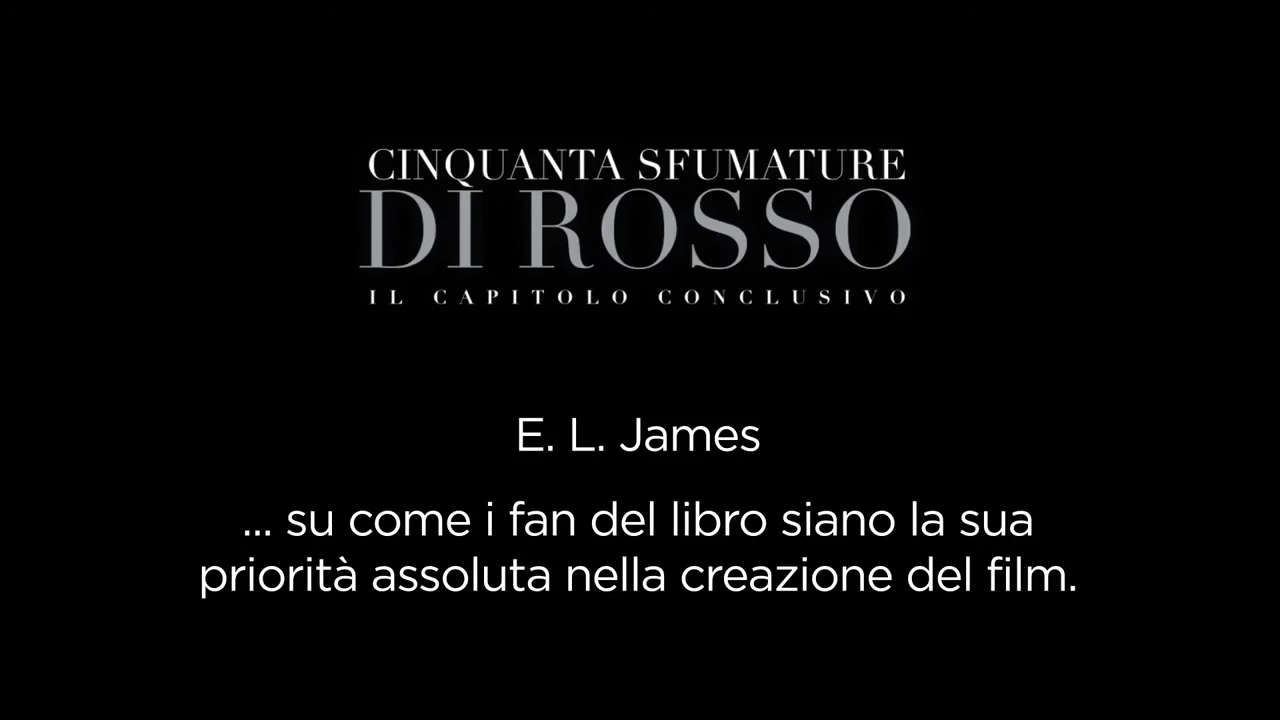 CINQUANTA SFUMATURE
DI ROSSO
IL CAPITOLO CONCLUSIVO
E. L. James
... su come i fan del libro siano la sua
priorità assoluta nella creazione del film.